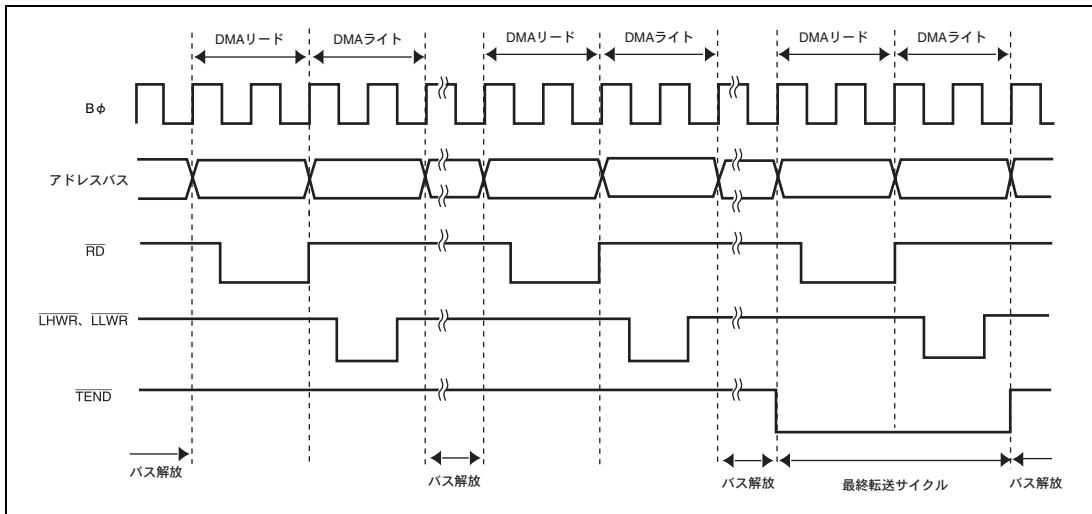 DMAリード DMAライト DMAリード DMAライト DMAリード DMAライト
Bφ
アドレスバス
RD
LHWR、LLWR
TEND
バス解放 バス解放 バス解放 最終転送サイクル バス解放